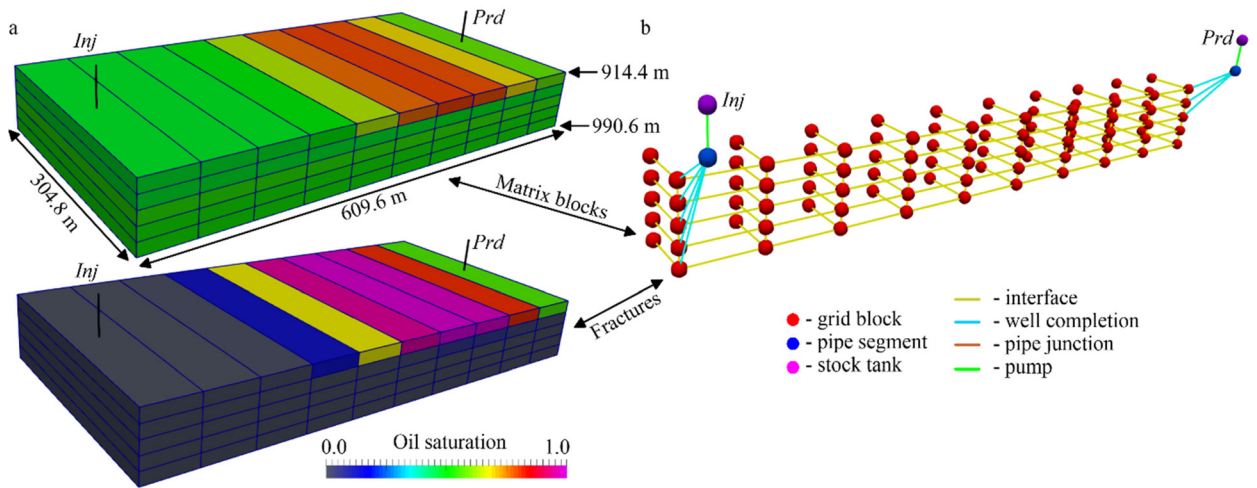 a
Inj
Prd
914.4 m
990.6 m
304.8 m
609.6 m
Matrix blocks
Inj
Prd
Fractures
0.0 Oil saturation 1.0
b
Inj
Prd
- grid block
- pipe segment
- stock tank
- interface
- well completion
- pipe junction
- pump